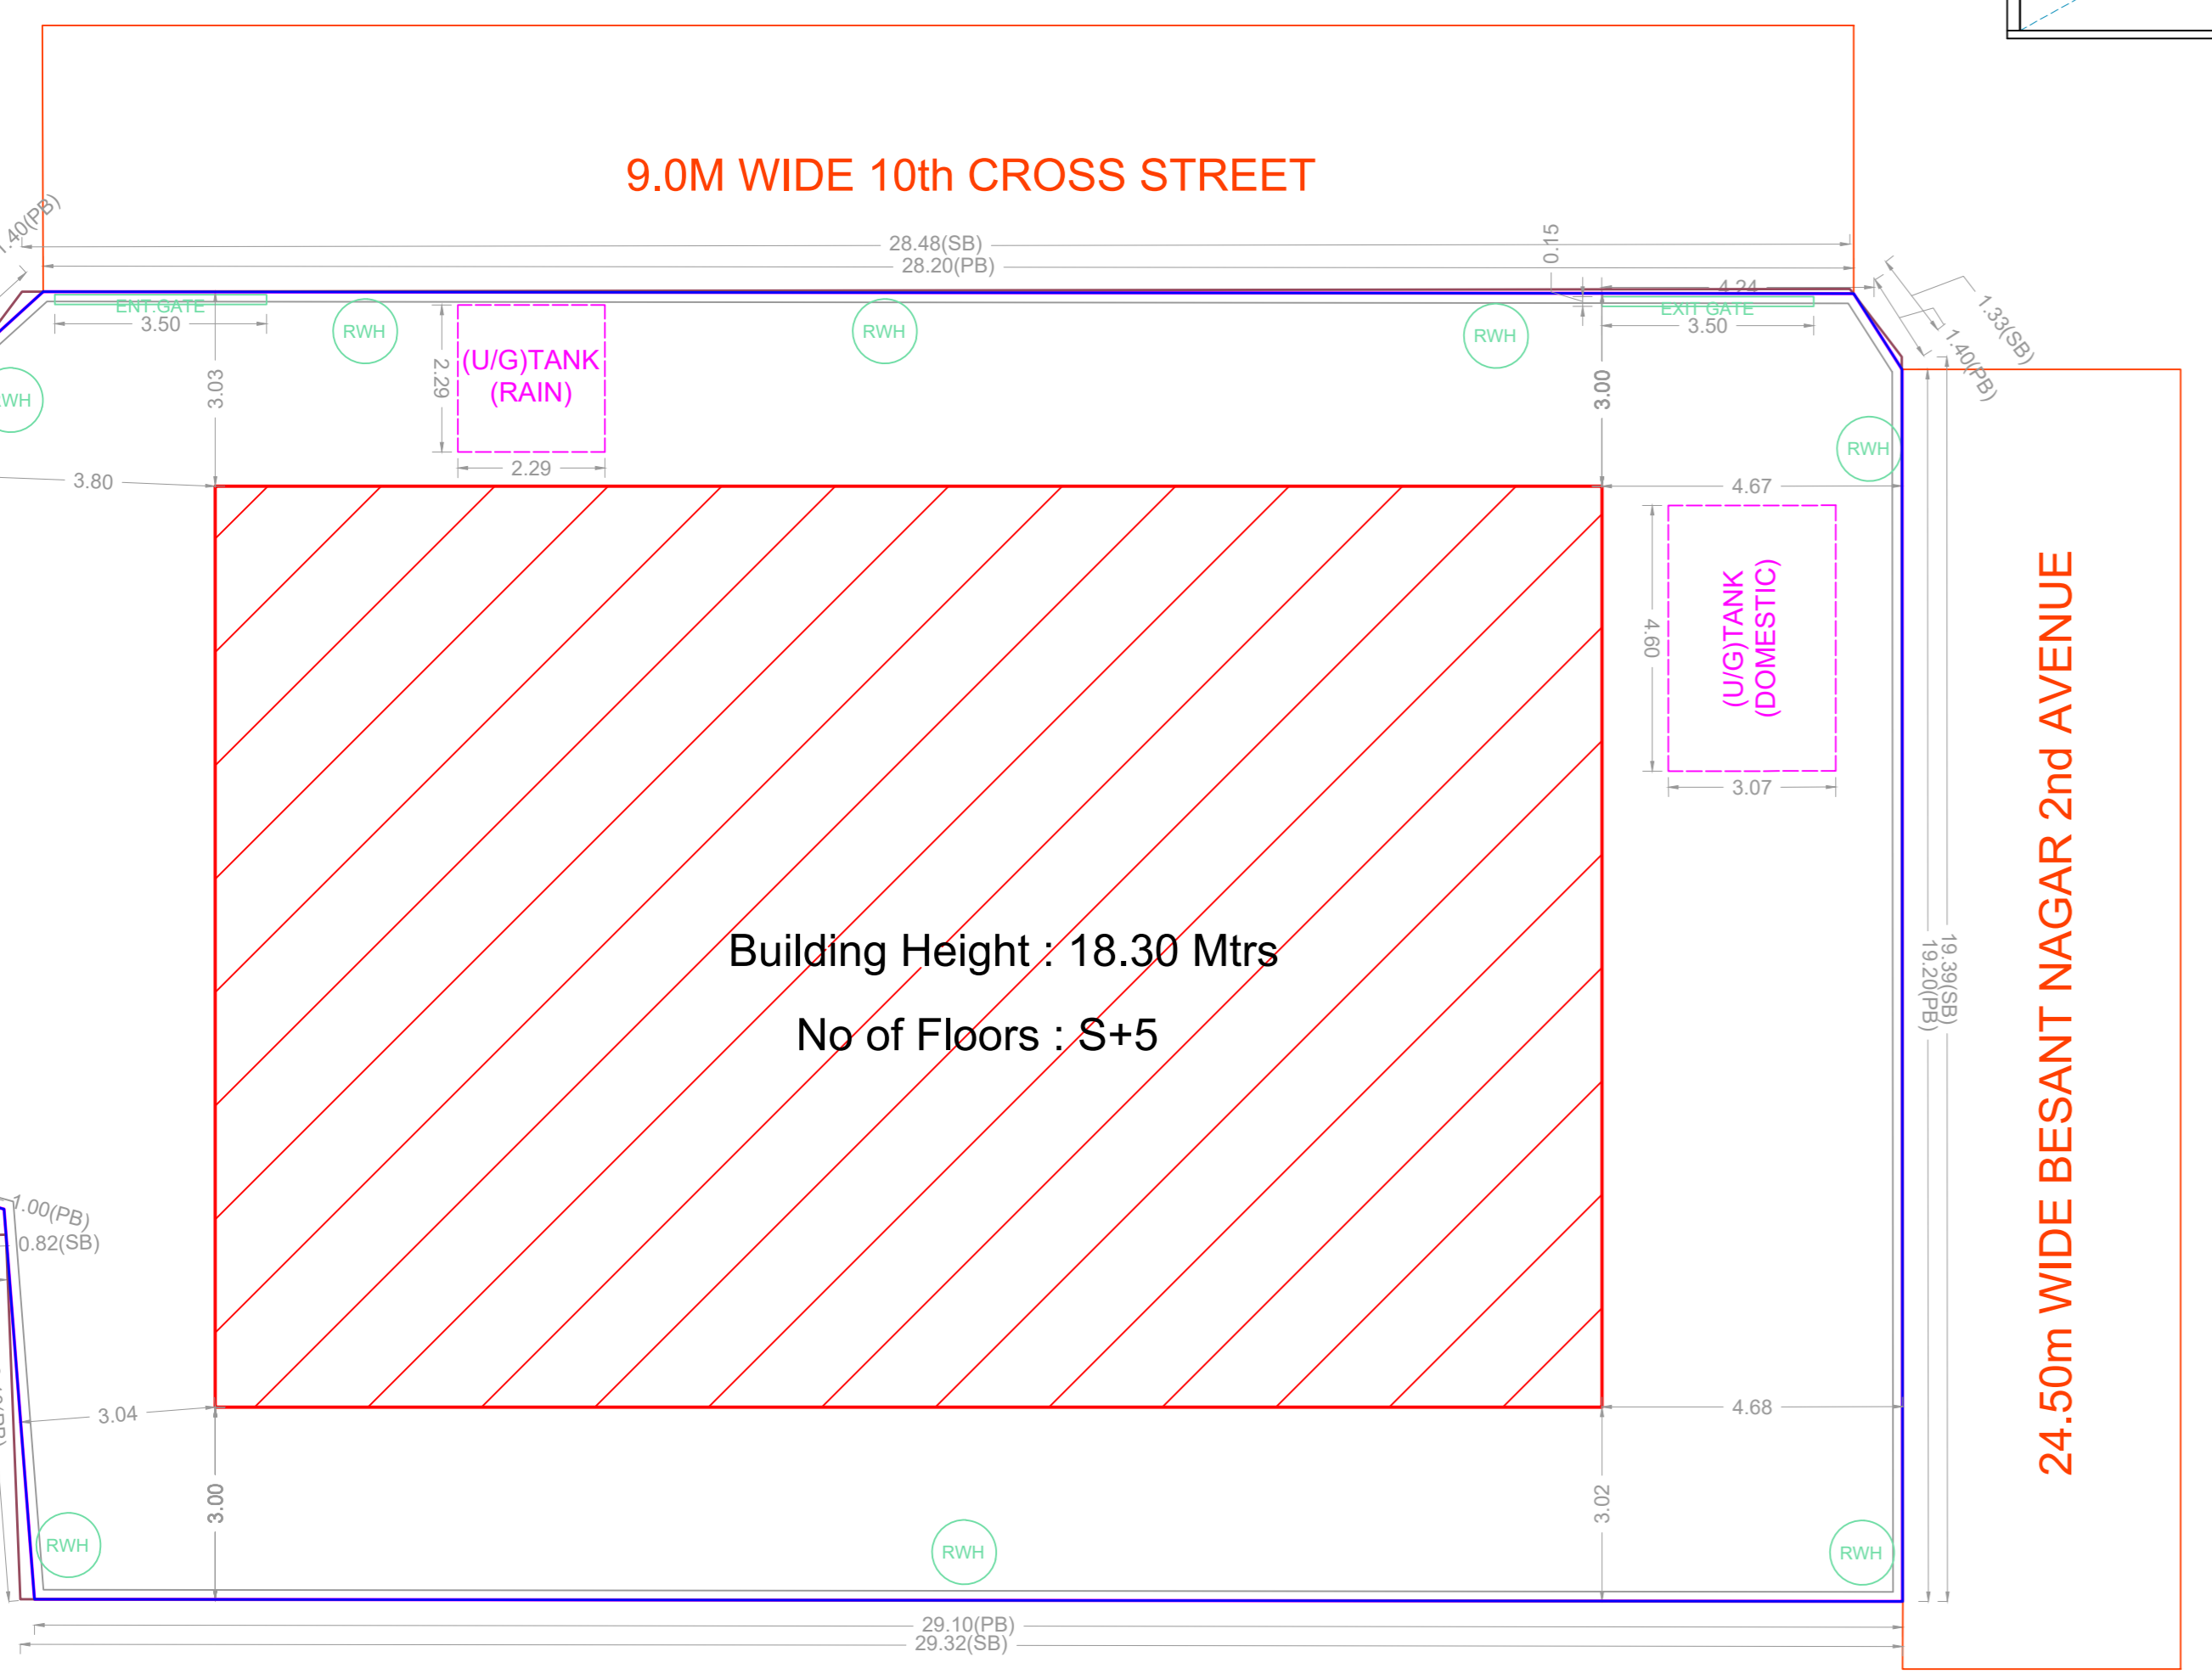 9.0M WIDE 10th CROSS STREET
1.40(PB)
28.48(SB)
28.20(PB)
0.15
4.24
1.33(SB)
1.40(PB)
ENT.GATE
3.50
EXIT GATE
3.50
RWH
RWH
RWH
RWH
(U/G)TANK
(RAIN)
2.29
2.29
3.03
3.00
3.80
4.67
(U/G)TANK
(DOMESTIC)
4.60
3.07
24.50m WIDE BESANT NAGAR 2nd AVENUE
19.39(SB)
19.20(PB)
Building Height : 18.30 Mtrs
No of Floors : S+5
1.00(PB)
0.82(SB)
3.04
4.68
3.00
3.02
RWH
RWH
RWH
29.10(PB)
29.32(SB)